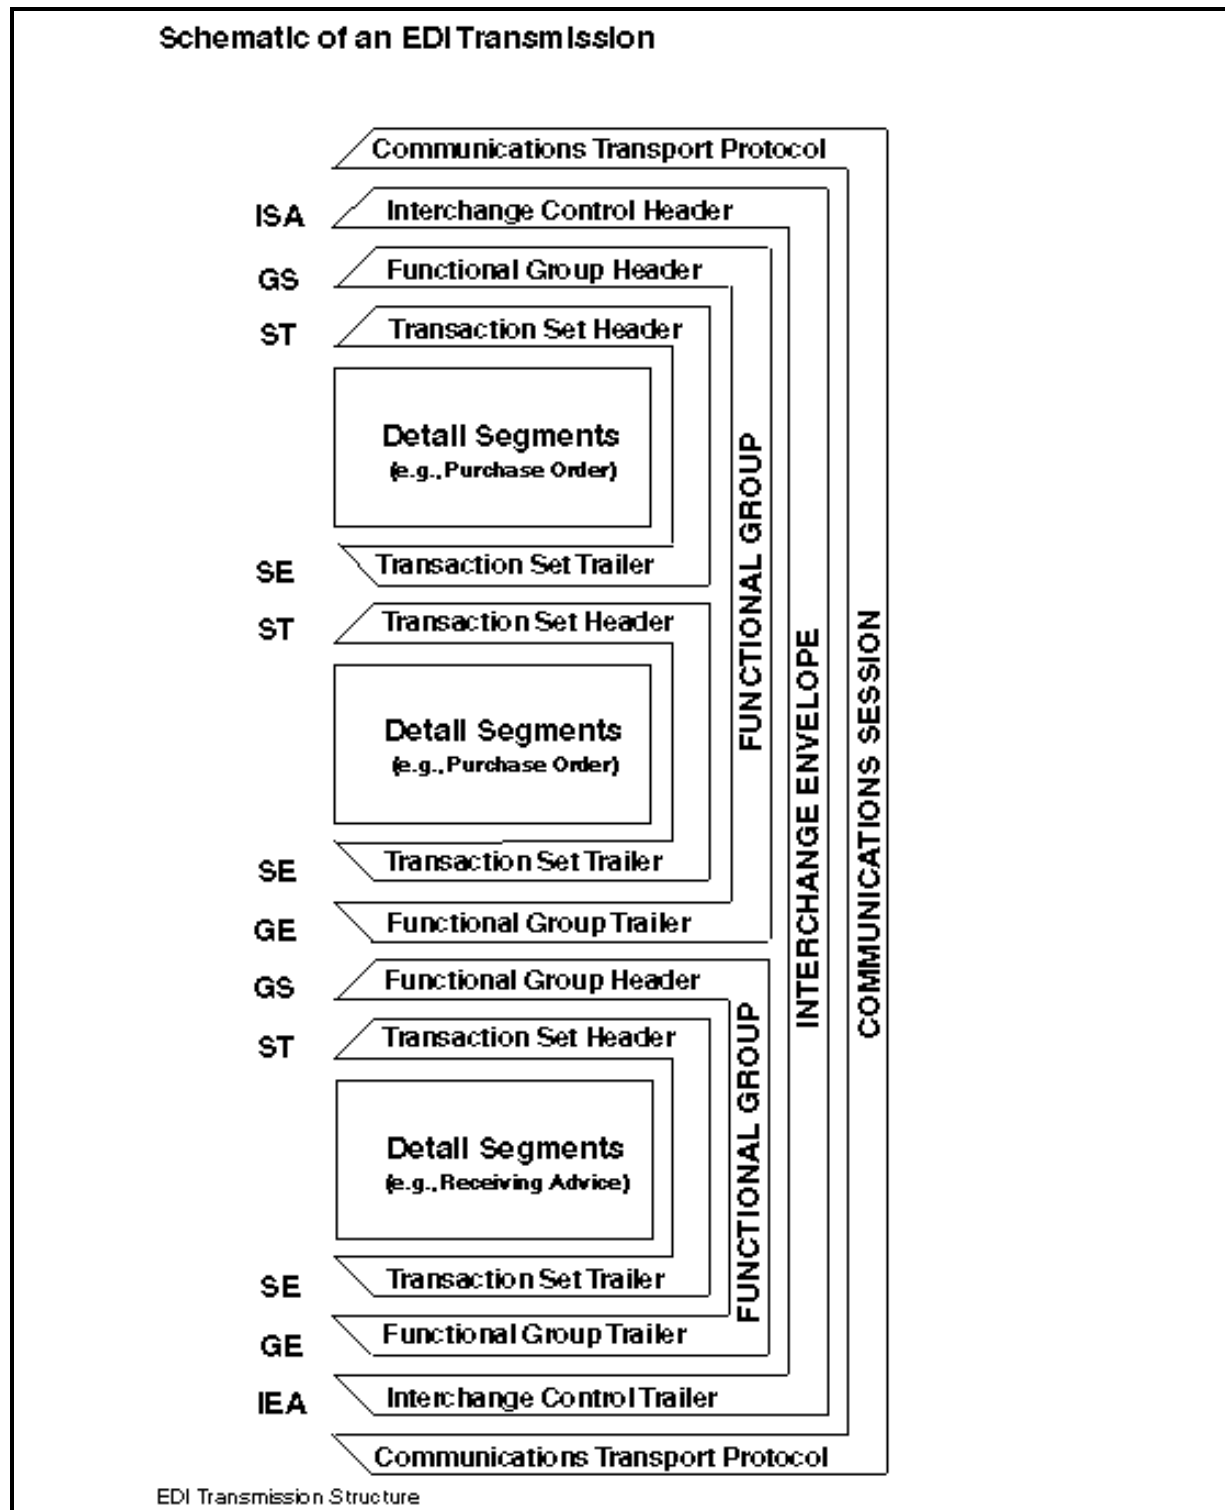 Schematic of an EDI Transmission
Communications Transport Protocol
ISA Interchange Control Header
GS Functional Group Header
ST Transaction Set Header
Detail Segments
(e.g., Purchase Order)
SE Transaction Set Trailer
ST Transaction Set Header
Detail Segments
(e.g., Purchase Order)
SE Transaction Set Trailer
GE Functional Group Trailer
FUNCTIONAL GROUP
GS Functional Group Header
ST Transaction Set Header
Detail Segments
(e.g., Receiving Advice)
SE Transaction Set Trailer
GE Functional Group Trailer
FUNCTIONAL GROUP
IEA Interchange Control Trailer
INTERCHANGE ENVELOPE
Communications Transport Protocol
COMMUNICATIONS SESSION
EDI Transmission Structure